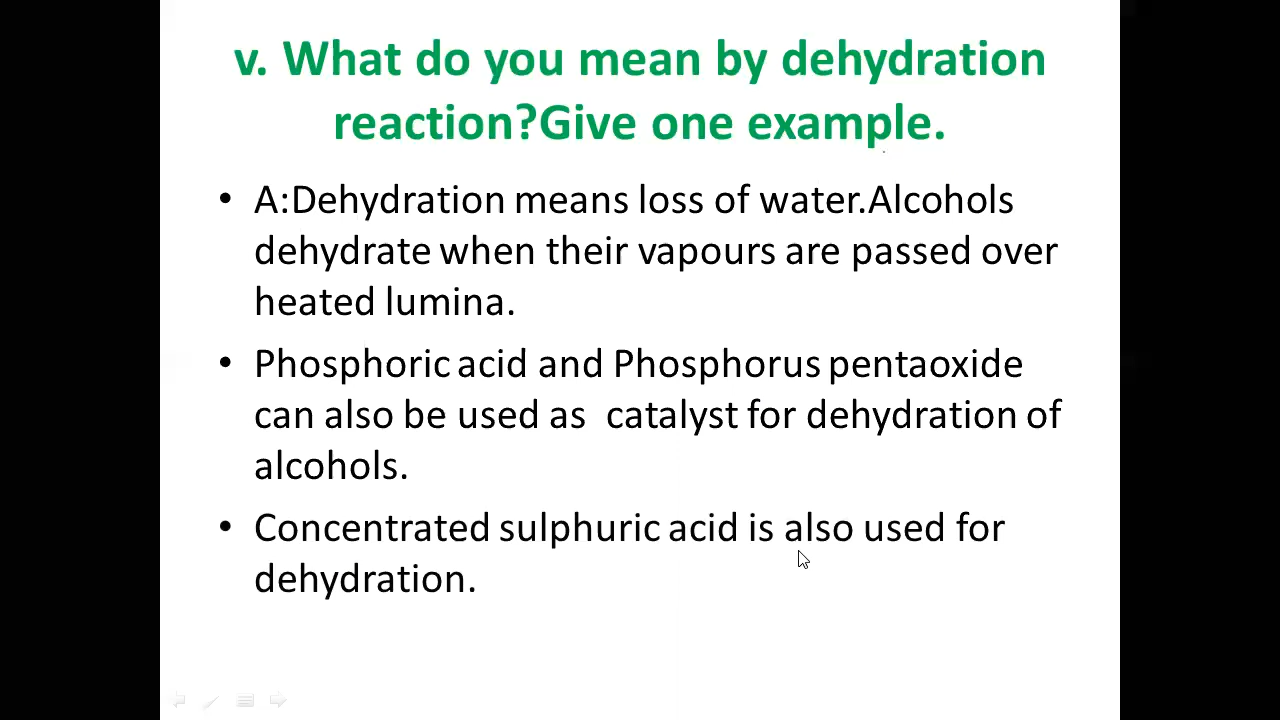 v. What do you mean by dehydration
reaction?Give one example.
• A:Dehydration means loss of water.Alcohols
dehydrate when their vapours are passed over
heated lumina.
• Phosphoric acid and Phosphorus pentaoxide
can also be used as  catalyst for dehydration of
alcohols.
• Concentrated sulphuric acid is also used for
dehydration.